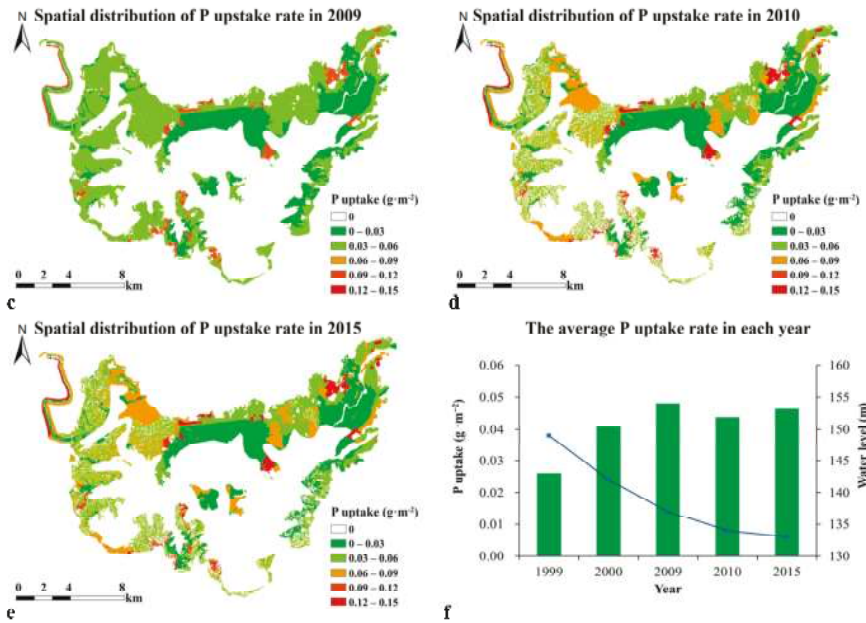 N Spatial distribution of P upstake rate in 2009
P uptake (g·m⁻²)
0
0 – 0.03
0.03 – 0.06
0.06 – 0.09
0.09 – 0.12
0.12 – 0.15
0 2 4 8
km
c
N Spatial distribution of P upstake rate in 2010
P uptake (g·m⁻²)
0
0 – 0.03
0.03 – 0.06
0.06 – 0.09
0.09 – 0.12
0.12 – 0.15
0 2 4 8
km
d
N Spatial distribution of P upstake rate in 2015
P uptake (g·m⁻²)
0
0 – 0.03
0.03 – 0.06
0.06 – 0.09
0.09 – 0.12
0.12 – 0.15
0 2 4 8
km
e
The average P uptake rate in each year
0.06
0.05
0.04
0.03
0.02
0.01
0.00
P uptake (g ·m⁻²)
160
155
150
145
140
135
130
Water level (m)
1999 2000 2009 2010 2015
Year
f